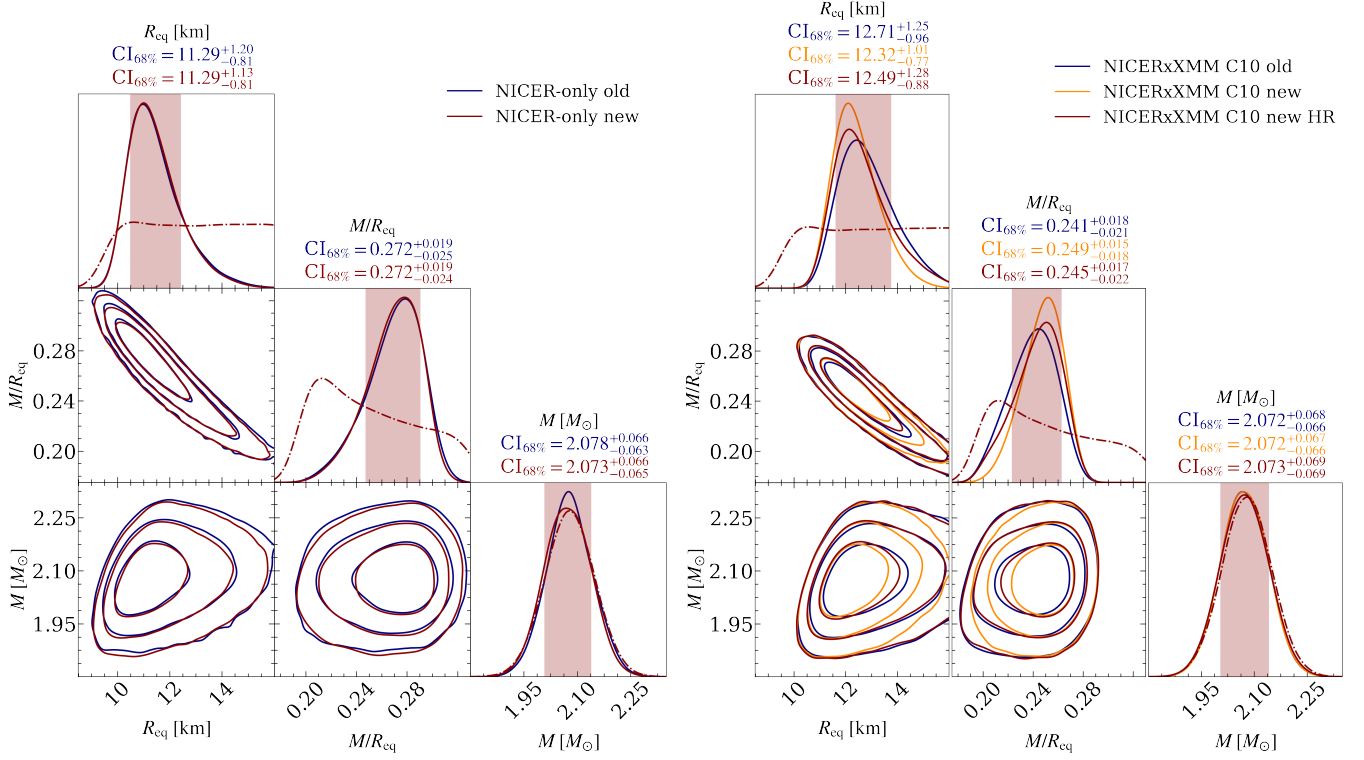 R_eq [km]
CI_68% = 11.29^{+1.20}_{-0.81}
CI_68% = 11.29^{+1.13}_{-0.81}
NICER-only old
NICER-only new
M/R_eq
CI_68% = 0.272^{+0.019}_{-0.025}
CI_68% = 0.272^{+0.019}_{-0.024}
M [M_⊙]
CI_68% = 2.078^{+0.066}_{-0.063}
CI_68% = 2.073^{+0.066}_{-0.065}
M/R_eq
0.28
0.24
0.20
M [M_⊙]
2.25
2.10
1.95
10 12 14
R_eq [km]
0.20 0.24 0.28
M/R_eq
1.95 2.10 2.25
M [M_⊙]
R_eq [km]
CI_68% = 12.71^{+1.25}_{-0.96}
CI_68% = 12.32^{+1.01}_{-0.77}
CI_68% = 12.49^{+1.28}_{-0.88}
NICERxXMM C10 old
NICERxXMM C10 new
NICERxXMM C10 new HR
M/R_eq
CI_68% = 0.241^{+0.018}_{-0.021}
CI_68% = 0.249^{+0.015}_{-0.018}
CI_68% = 0.245^{+0.017}_{-0.022}
M [M_⊙]
CI_68% = 2.072^{+0.068}_{-0.066}
CI_68% = 2.072^{+0.067}_{-0.066}
CI_68% = 2.073^{+0.069}_{-0.069}
M/R_eq
0.28
0.24
0.20
M [M_⊙]
2.25
2.10
1.95
10 12 14
R_eq [km]
0.20 0.24 0.28
M/R_eq
1.95 2.10 2.25
M [M_⊙]